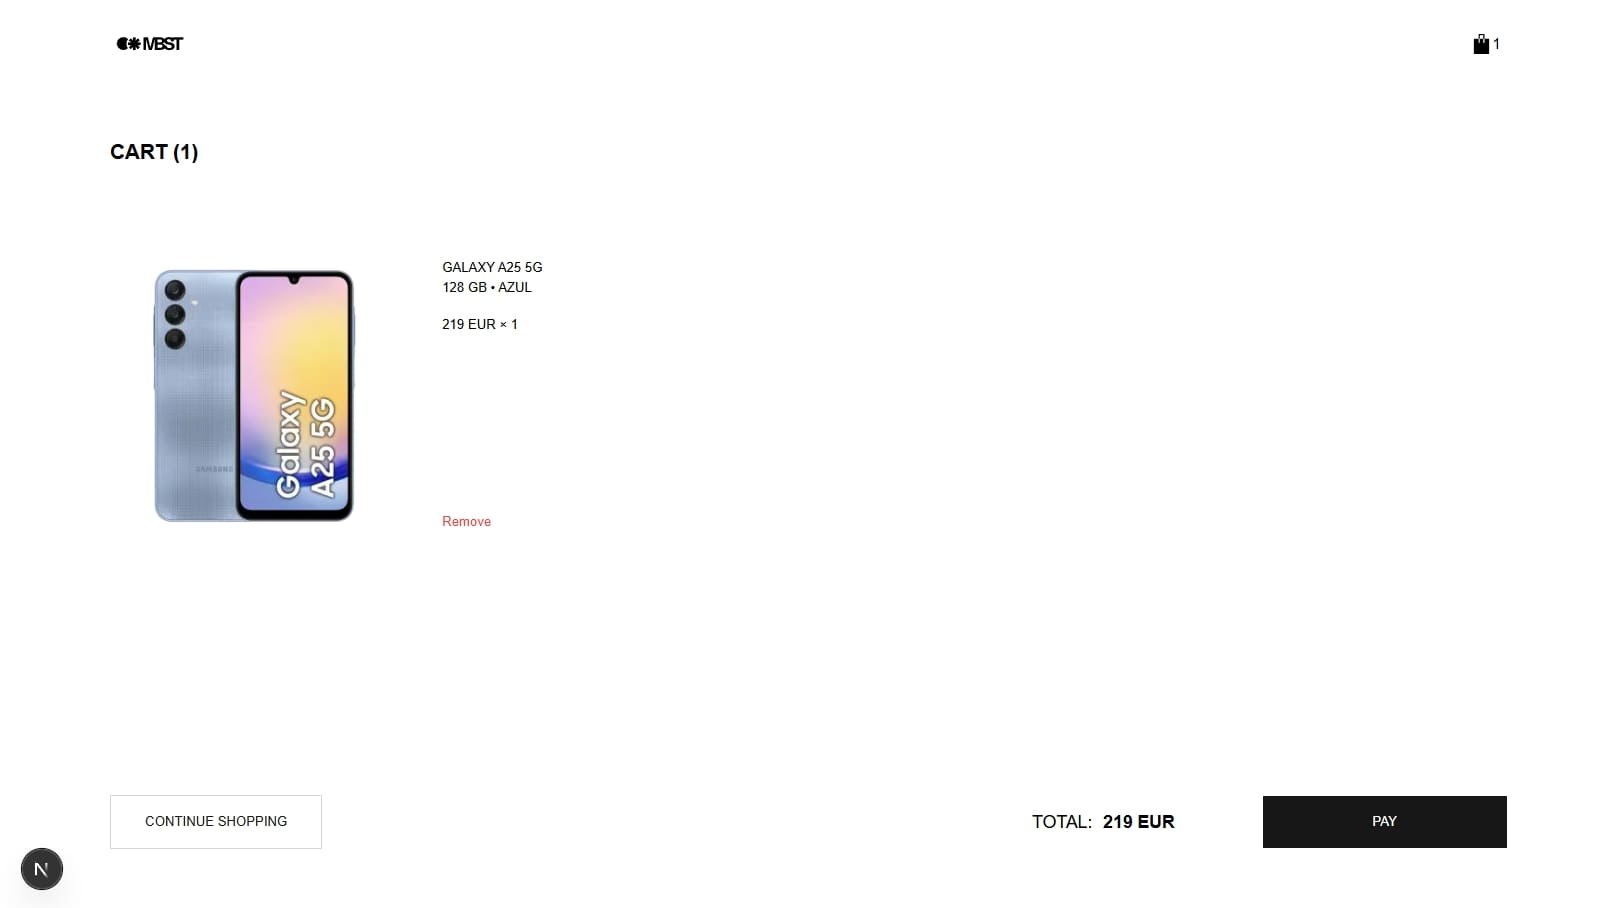 MBST
1
CART (1)
GALAXY A25 5G
128 GB • AZUL
219 EUR × 1
Galaxy
A25 5G
SAMSUNG
Remove
CONTINUE SHOPPING
TOTAL: 219 EUR
PAY
N